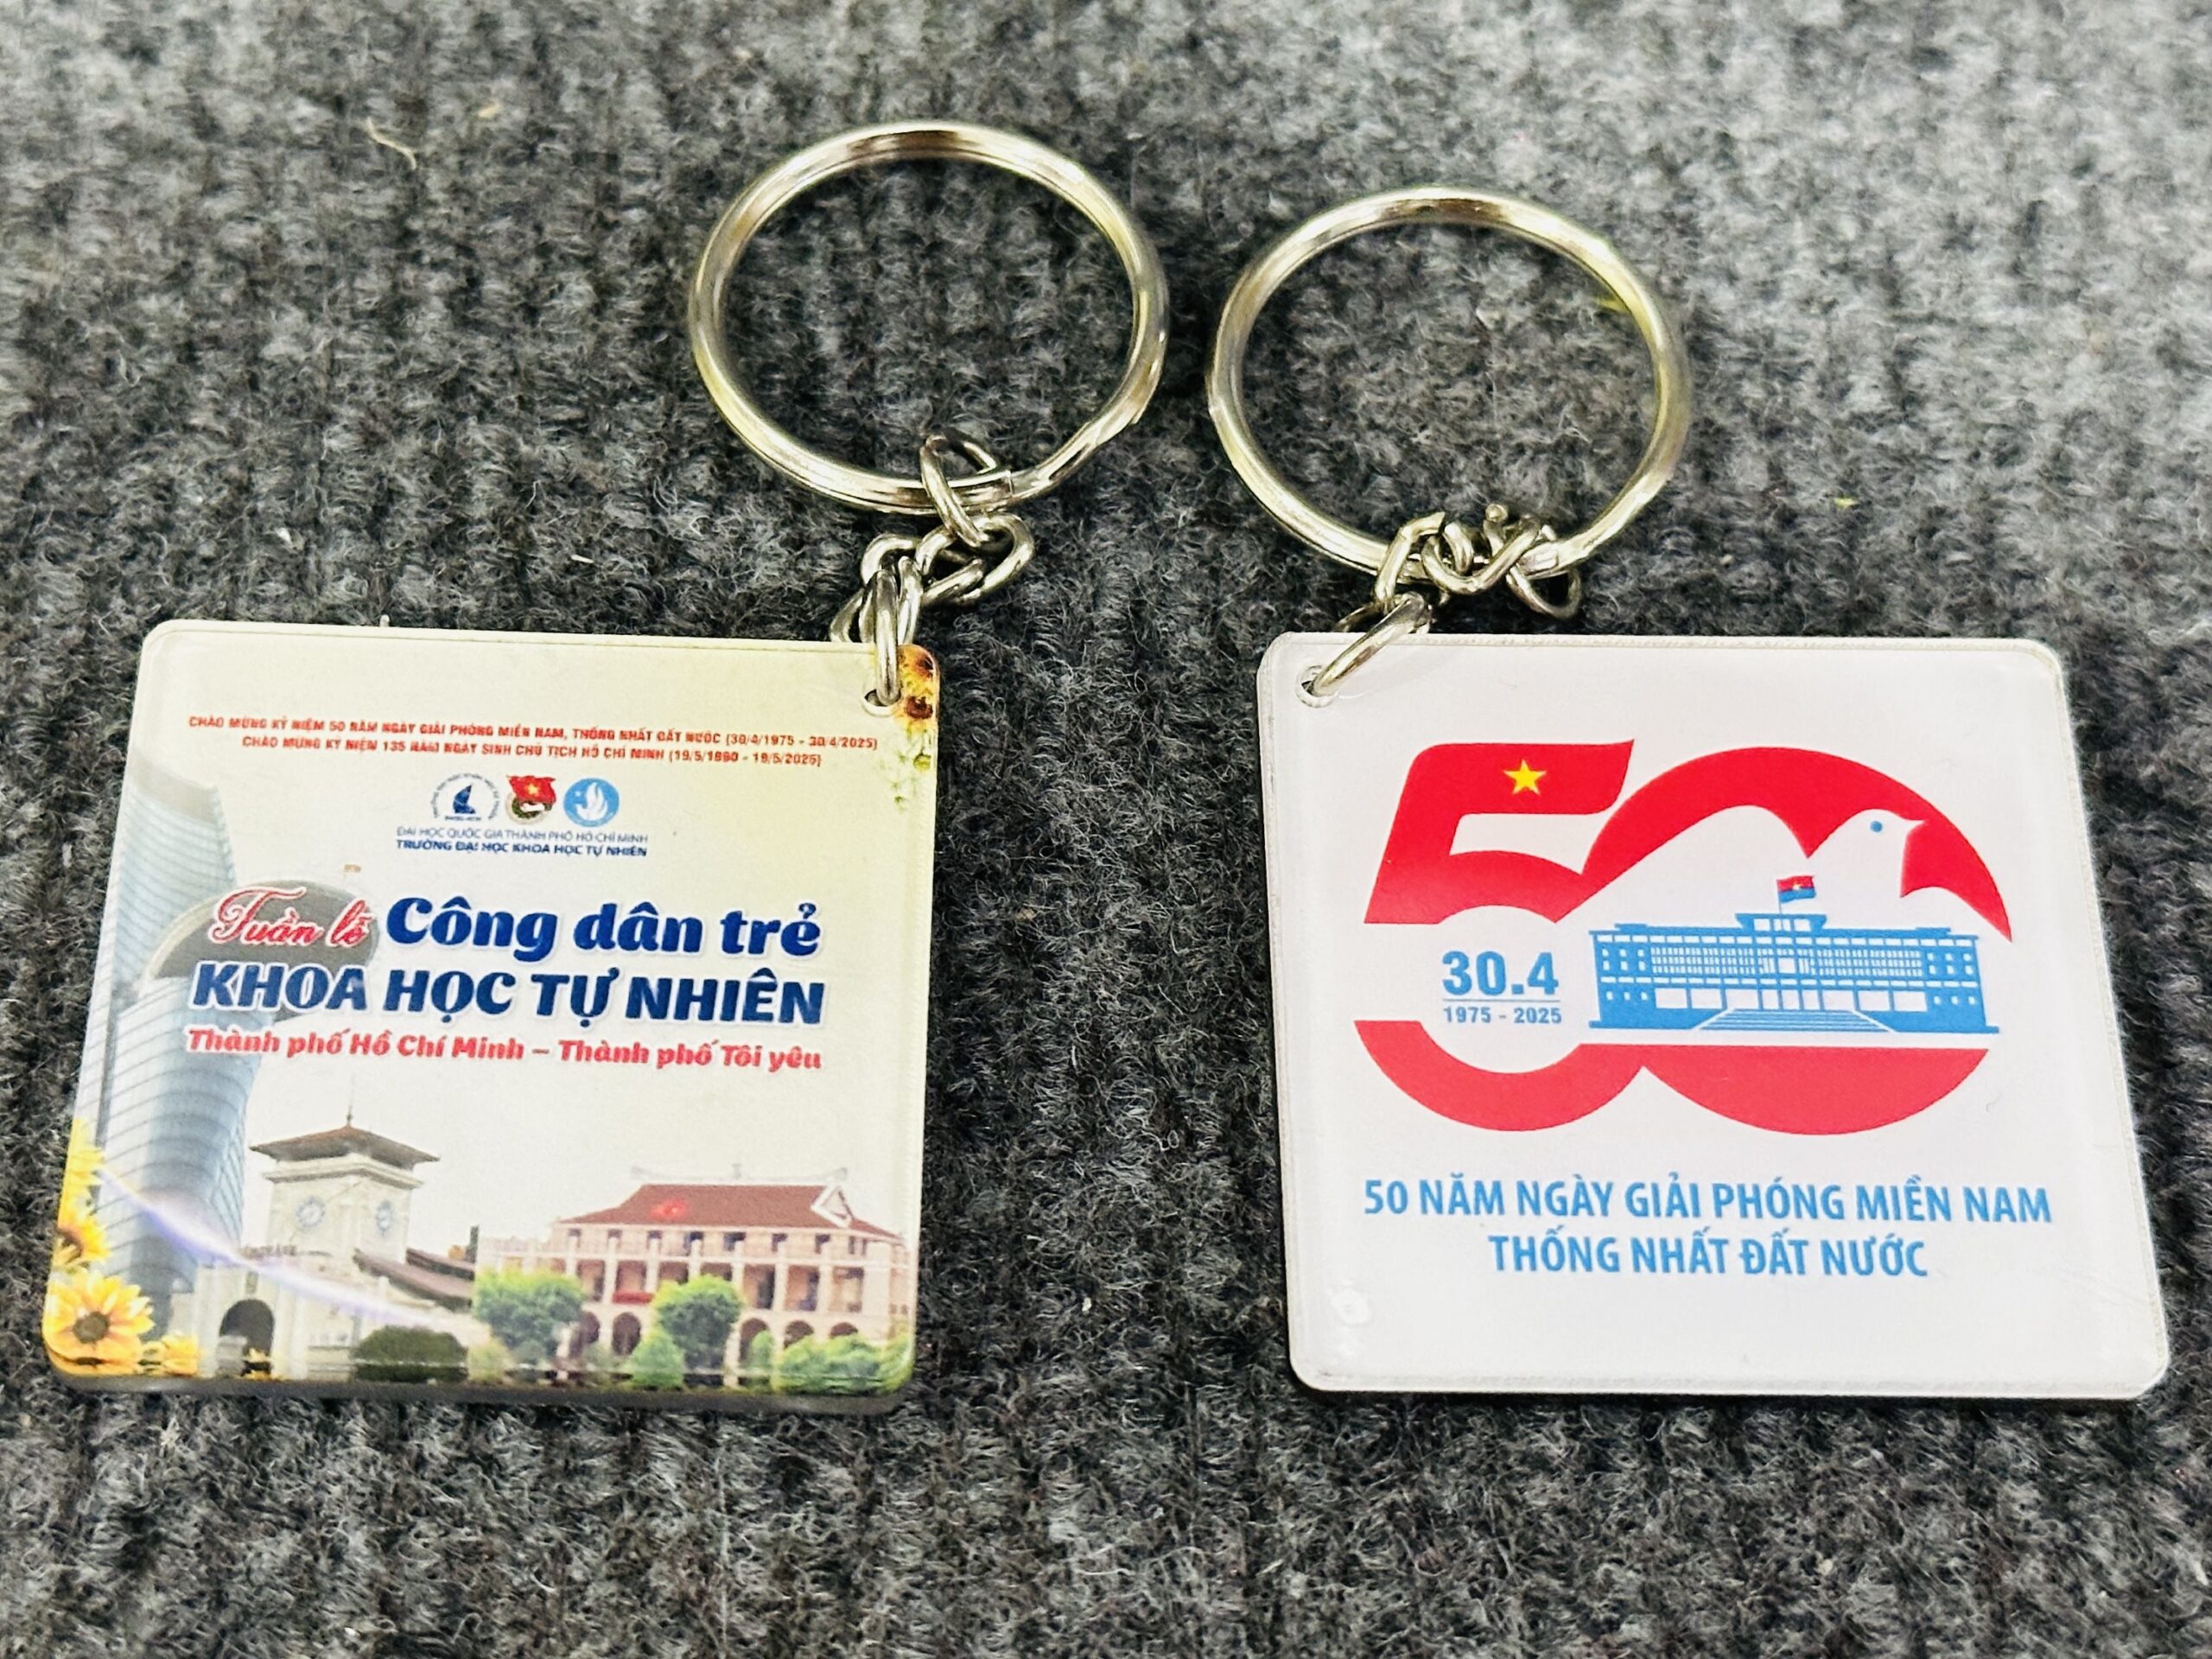 CHÀO MỪNG KỶ NIỆM 50 NĂM NGÀY GIẢI PHÓNG MIỀN NAM, THỐNG NHẤT ĐẤT NƯỚC (30/4/1975 - 30/4/2025)
CHÀO MỪNG KỶ NIỆM 135 NĂM NGÀY SINH CHỦ TỊCH HỒ CHÍ MINH (19/5/1890 - 19/5/2025)
ĐẠI HỌC QUỐC GIA THÀNH PHỐ HỒ CHÍ MINH
TRƯỜNG ĐẠI HỌC KHOA HỌC TỰ NHIÊN
Tuần lễ Công dân trẻ
KHOA HỌC TỰ NHIÊN
Thành phố Hồ Chí Minh – Thành phố Tôi yêu
50
30.4
1975 - 2025
50 NĂM NGÀY GIẢI PHÓNG MIỀN NAM
THỐNG NHẤT ĐẤT NƯỚC